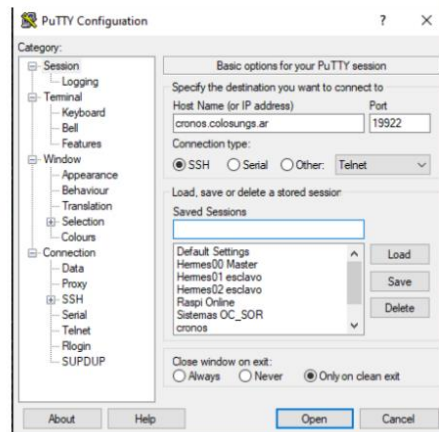 PuTTY Configuration
? ×
Category:
Session
Logging
Terminal
Keyboard
Bell
Features
Window
Appearance
Behaviour
Translation
Selection
Colours
Connection
Data
Proxy
SSH
Serial
Telnet
Rlogin
SUPDUP
Basic options for your PuTTY session
Specify the destination you want to connect to
Host Name (or IP address) Port
cronos.colosungs.ar 19922
Connection type:
SSH Serial Other: Telnet
Load, save or delete a stored session
Saved Sessions
Default Settings
Hermes00 Master
Hermes01 esclavo
Hermes02 esclavo
Raspi Online
Sistemas OC_SOR
cronos
Load
Save
Delete
Close window on exit:
Always Never Only on clean exit
About Help Open Cancel